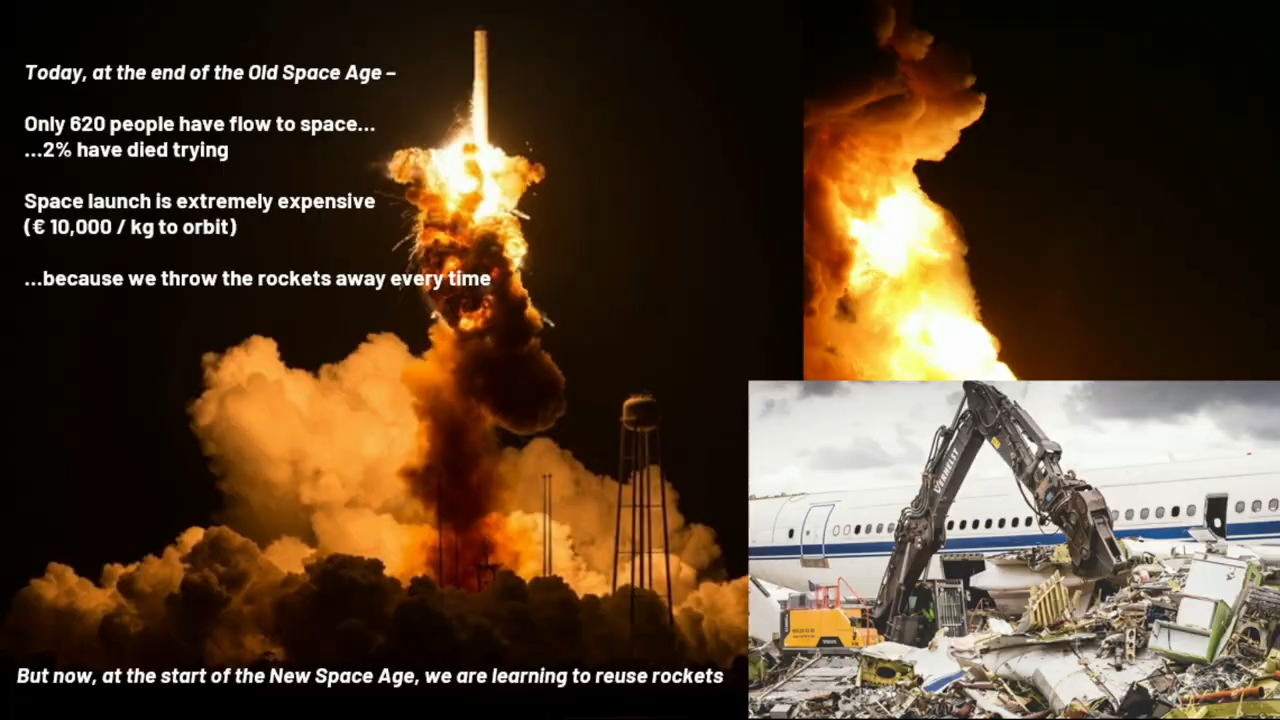 Today, at the end of the Old Space Age –
Only 620 people have flow to space...
...2% have died trying
Space launch is extremely expensive
(€ 10,000 / kg to orbit)
...because we throw the rockets away every time
VERHELST
VOLVO
But now, at the start of the New Space Age, we are learning to reuse rockets